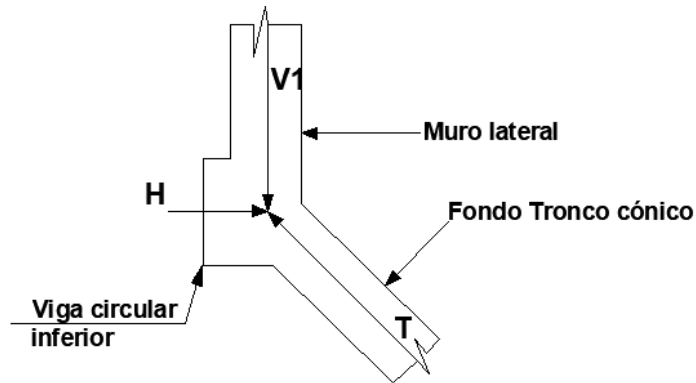 V1
Muro lateral
H
Fondo Tronco cónico
Viga circular
inferior
T